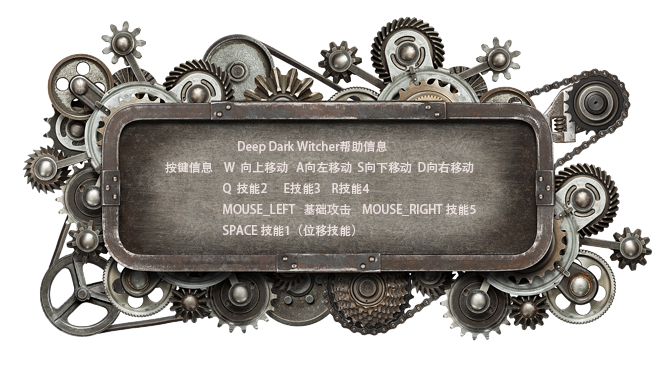 Deep Dark Witcher帮助信息
按键信息 W 向上移动 A向左移动 S向下移动 D向右移动
Q 技能2 E技能3 R技能4
MOUSE_LEFT 基础攻击 MOUSE_RIGHT 技能5
SPACE 技能1（位移技能）